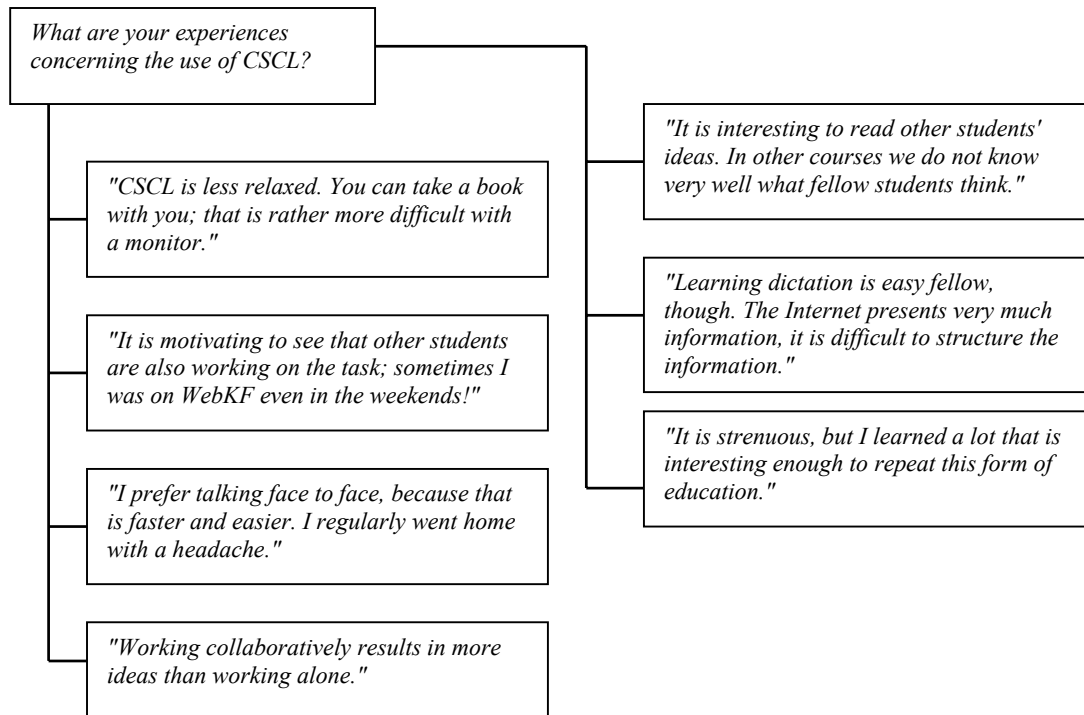 What are your experiences
concerning the use of CSCL?
"CSCL is less relaxed. You can take a book
with you; that is rather more difficult with
a monitor."
"It is motivating to see that other students
are also working on the task; sometimes I
was on WebKF even in the weekends!"
"I prefer talking face to face, because that
is faster and easier. I regularly went home
with a headache."
"Working collaboratively results in more
ideas than working alone."
"It is interesting to read other students'
ideas. In other courses we do not know
very well what fellow students think."
"Learning dictation is easy fellow,
though. The Internet presents very much
information, it is difficult to structure the
information."
"It is strenuous, but I learned a lot that is
interesting enough to repeat this form of
education."